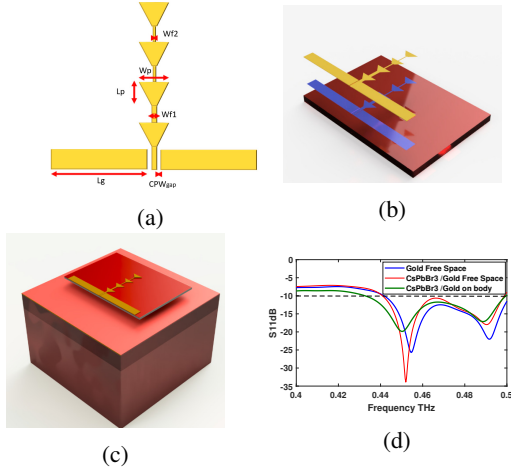 Wf2
Wp
Lp
Wf1
Lg
CPWgap
(a)
(b)
(c)
0
-5
-10
-15
-20
-25
-30
-35
S11dB
0.4
0.42
0.44
0.46
0.48
0.5
Frequency THz
Gold Free Space
CsPbBr3 /Gold Free Space
CsPbBr3 /Gold on body
(d)